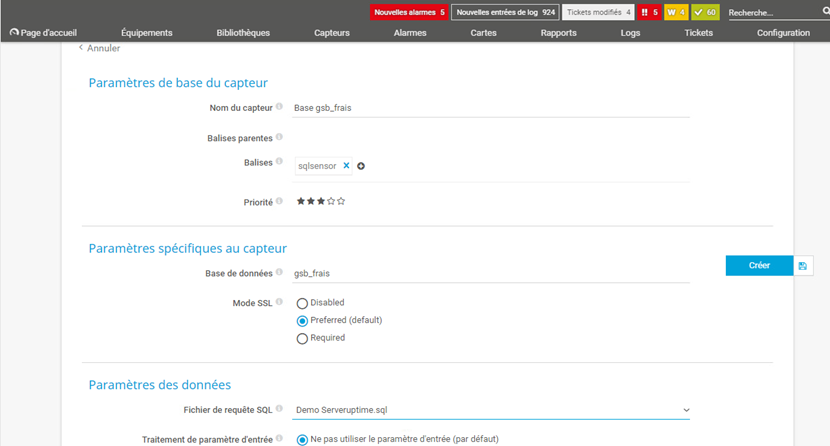 Nouvelles alarmes 5 Nouvelles entrées de log 924 Tickets modifiés 4 !! 5 W 4 60 Recherche...
Page d'accueil Équipements Bibliothèques Capteurs Alarmes Cartes Rapports Logs Tickets Configuration
Annuler
Paramètres de base du capteur
Nom du capteur Base gsb_frais
Balises parentes
Balises sqlsensor
Priorité
Paramètres spécifiques au capteur
Créer
Base de données gsb_frais
Mode SSL Disabled
Preferred (default)
Required
Paramètres des données
Fichier de requête SQL Demo Serveruptime.sql
Traitement de paramètre d'entrée Ne pas utiliser le paramètre d'entrée (par défaut)